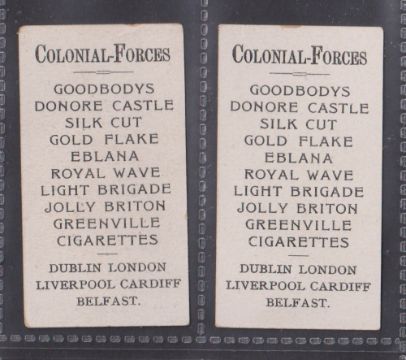 COLONIAL-FORCES
GOODBODYS
DONORE CASTLE
SILK CUT
GOLD FLAKE
EBLANA
ROYAL WAVE
LIGHT BRIGADE
JOLLY BRITON
GREENVILLE
CIGARETTES
DUBLIN LONDON
LIVERPOOL CARDIFF
BELFAST.
COLONIAL-FORCES
GOODBODYS
DONORE CASTLE
SILK CUT
GOLD FLAKE
EBLANA
ROYAL WAVE
LIGHT BRIGADE
JOLLY BRITON
GREENVILLE
CIGARETTES
DUBLIN LONDON
LIVERPOOL CARDIFF
BELFAST.